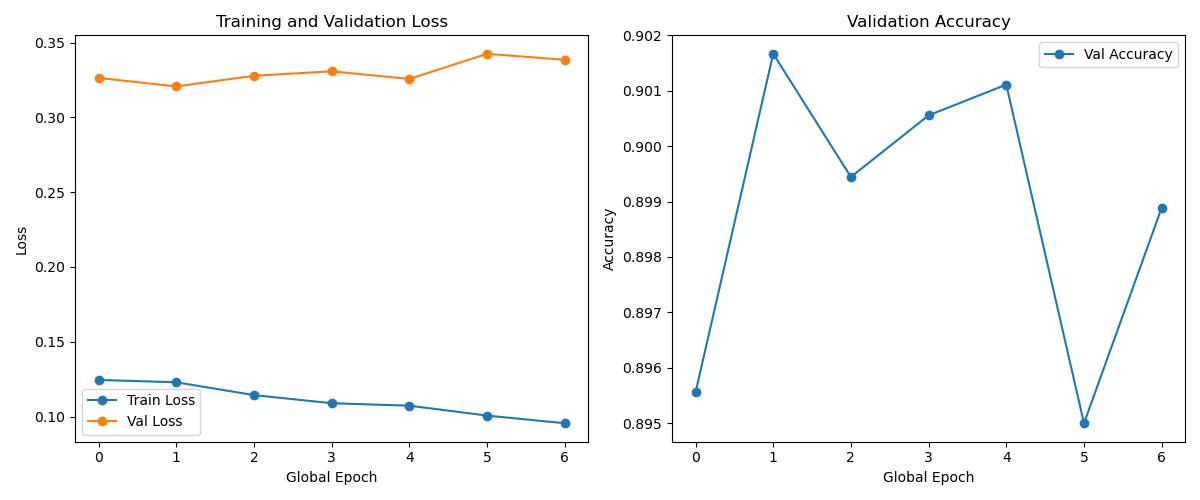 Training and Validation Loss
0.35
0.30
0.25
0.20
0.15
0.10
Loss
Train Loss
Val Loss
0 1 2 3 4 5 6
Global Epoch
Validation Accuracy
0.902
0.901
0.900
0.899
0.898
0.897
0.896
0.895
Accuracy
Val Accuracy
0 1 2 3 4 5 6
Global Epoch